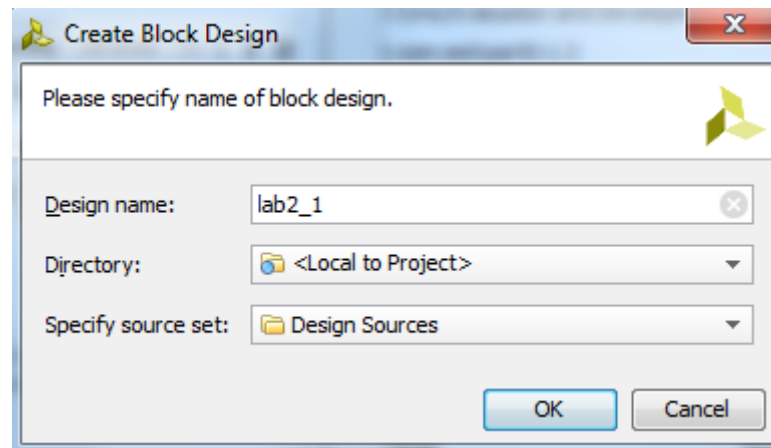 Create Block Design
Please specify name of block design.
Design name: lab2_1
Directory: <Local to Project>
Specify source set: Design Sources
OK Cancel